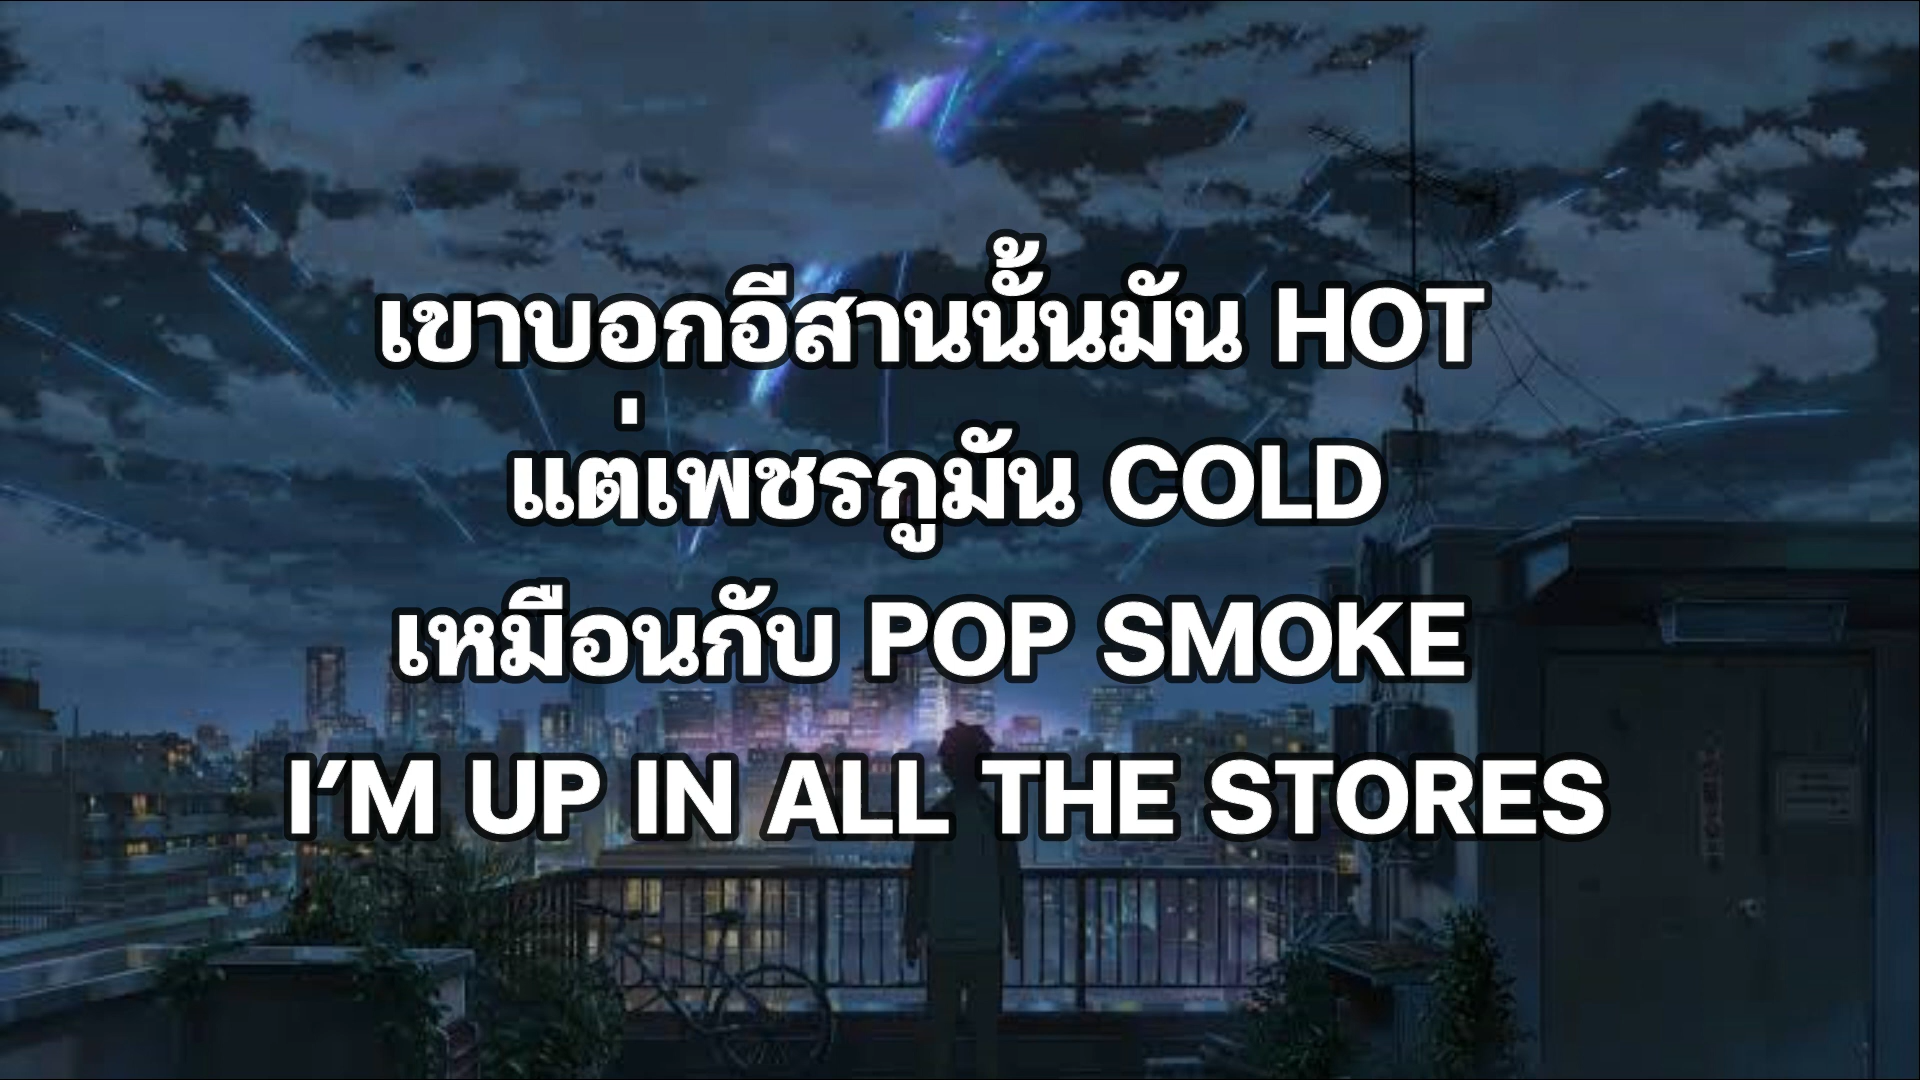 เขาบอกอีสานนั้นมัน HOT
แต่เพชรกูมัน COLD
เหมือนกับ POP SMOKE
I’M UP IN ALL THE STORES